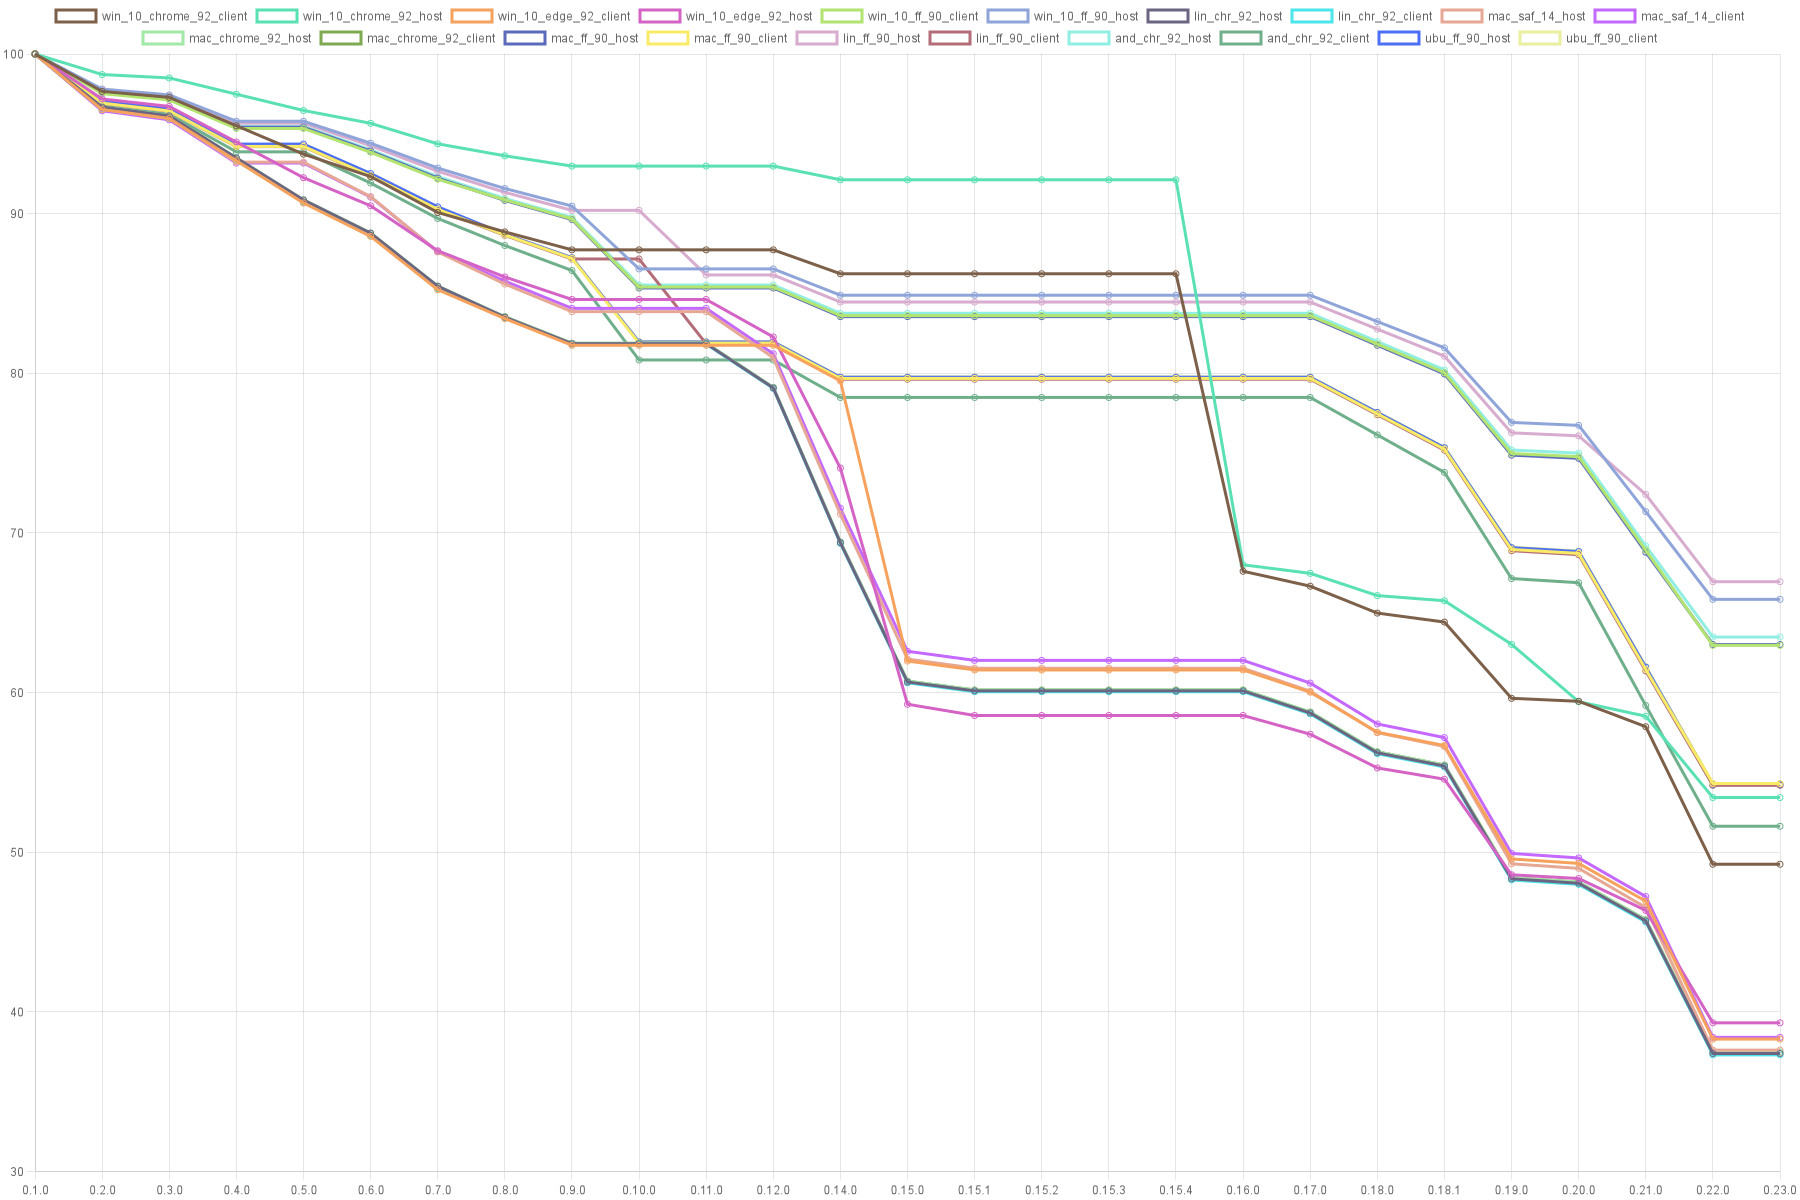 win_10_chrome_92_client win_10_chrome_92_host win_10_edge_92_client win_10_edge_92_host win_10_ff_90_client win_10_ff_90_host lin_chr_92_host lin_chr_92_client mac_saf_14_host mac_saf_14_client
mac_chrome_92_host mac_chrome_92_client mac_ff_90_host mac_ff_90_client lin_ff_90_host lin_ff_90_client and_chr_92_host and_chr_92_client ubu_ff_90_host ubu_ff_90_client
100
90
80
70
60
50
40
30
0.1.0 0.2.0 0.3.0 0.4.0 0.5.0 0.6.0 0.7.0 0.8.0 0.9.0 0.10.0 0.11.0 0.12.0 0.14.0 0.15.0 0.15.1 0.15.2 0.15.3 0.15.4 0.16.0 0.17.0 0.18.0 0.18.1 0.19.0 0.20.0 0.21.0 0.22.0 0.23.0